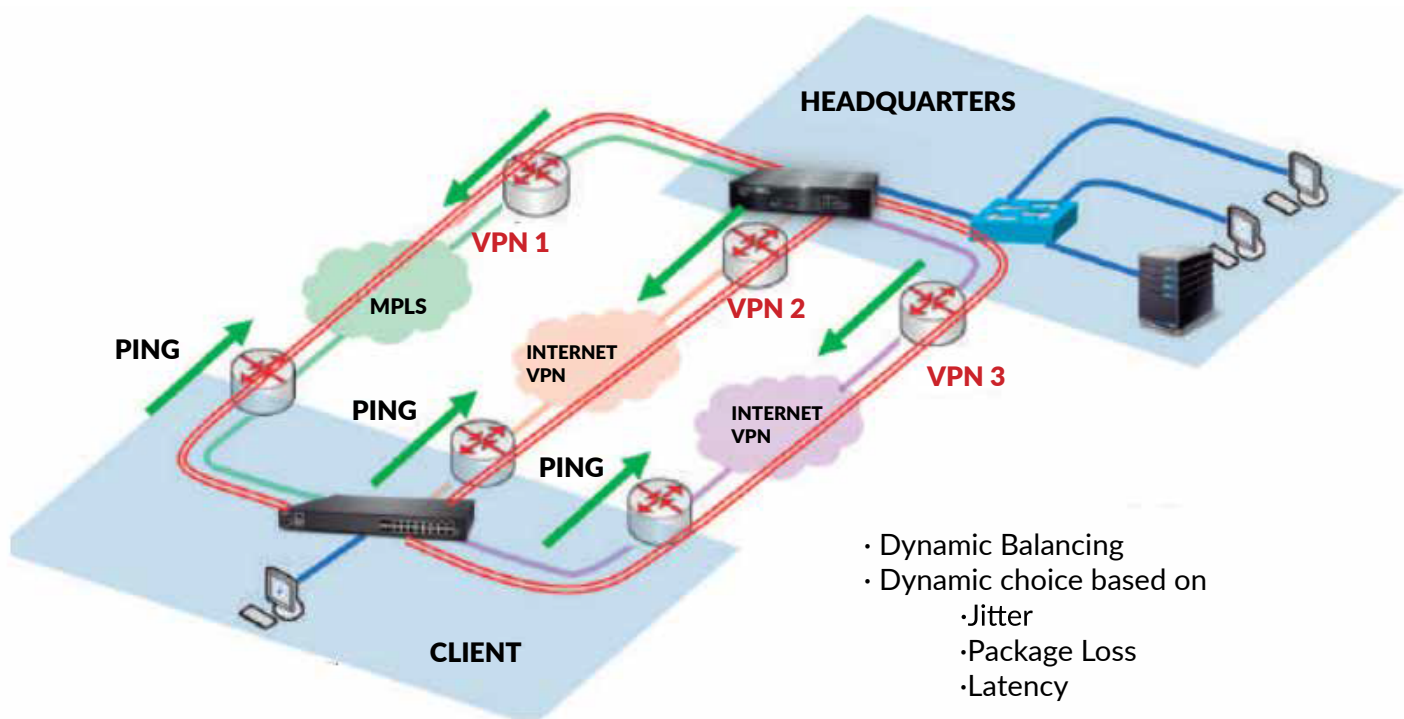 HEADQUARTERS
VPN 1
MPLS
VPN 2
PING
INTERNET
VPN
VPN 3
PING
INTERNET
VPN
PING
· Dynamic Balancing
· Dynamic choice based on
·Jitter
·Package Loss
·Latency
CLIENT